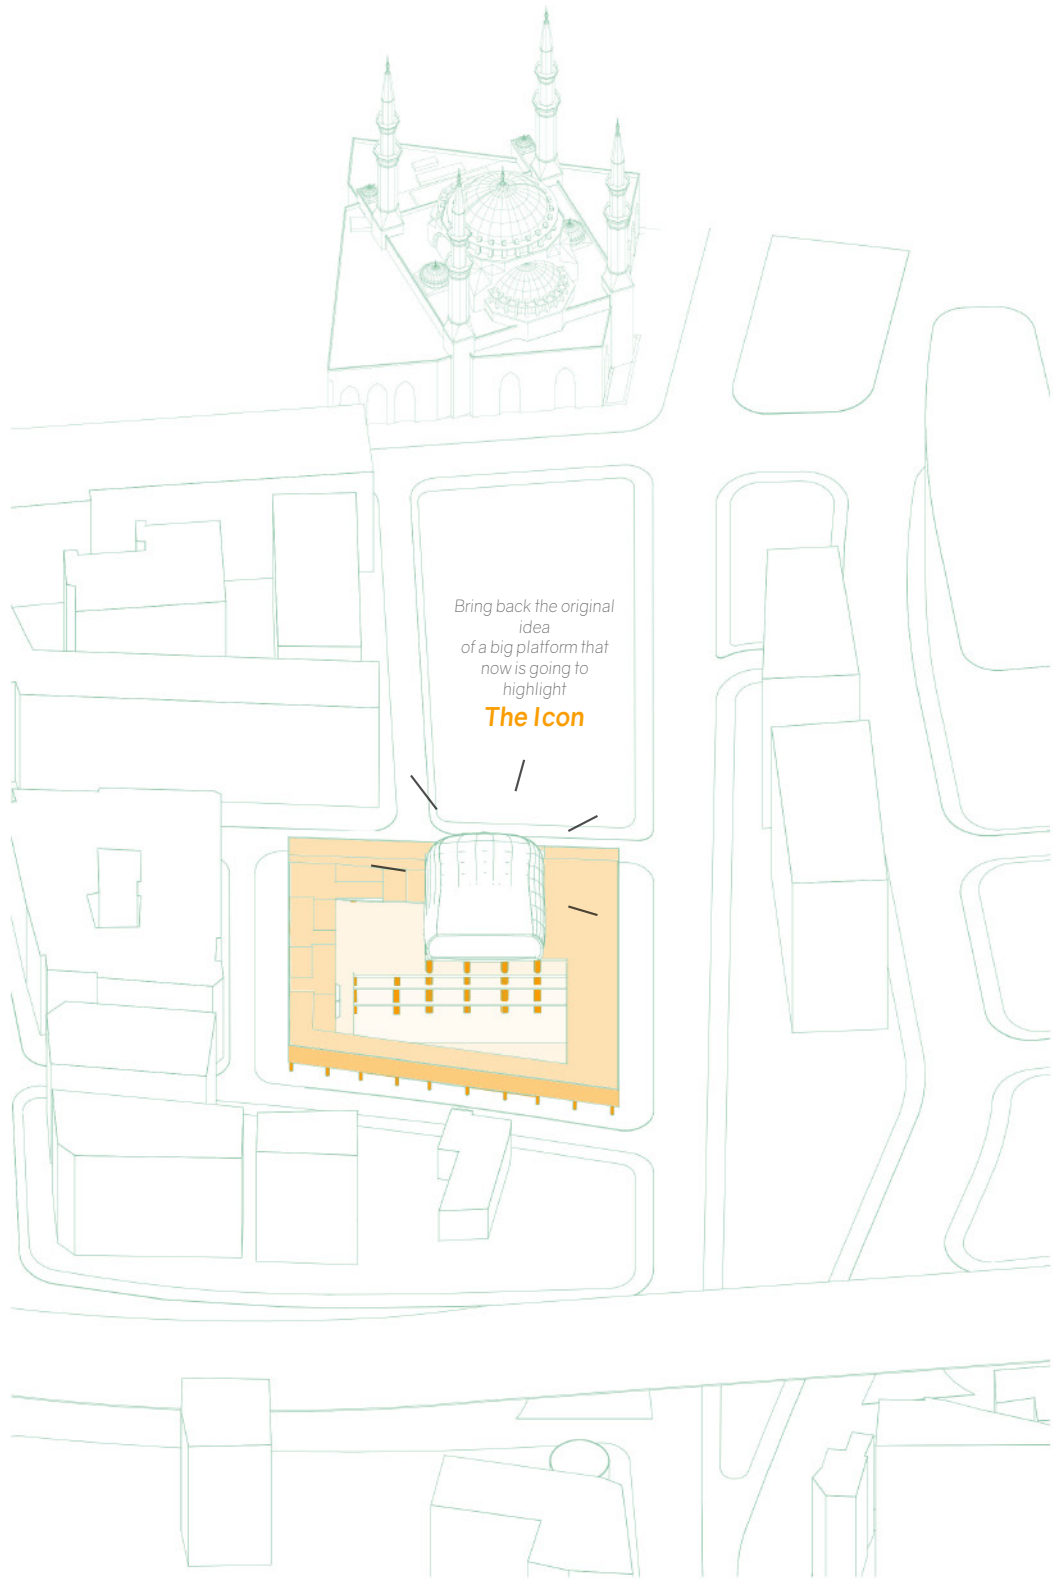 Bring back the original
idea
of a big platform that
now is going to
highlight
The Icon